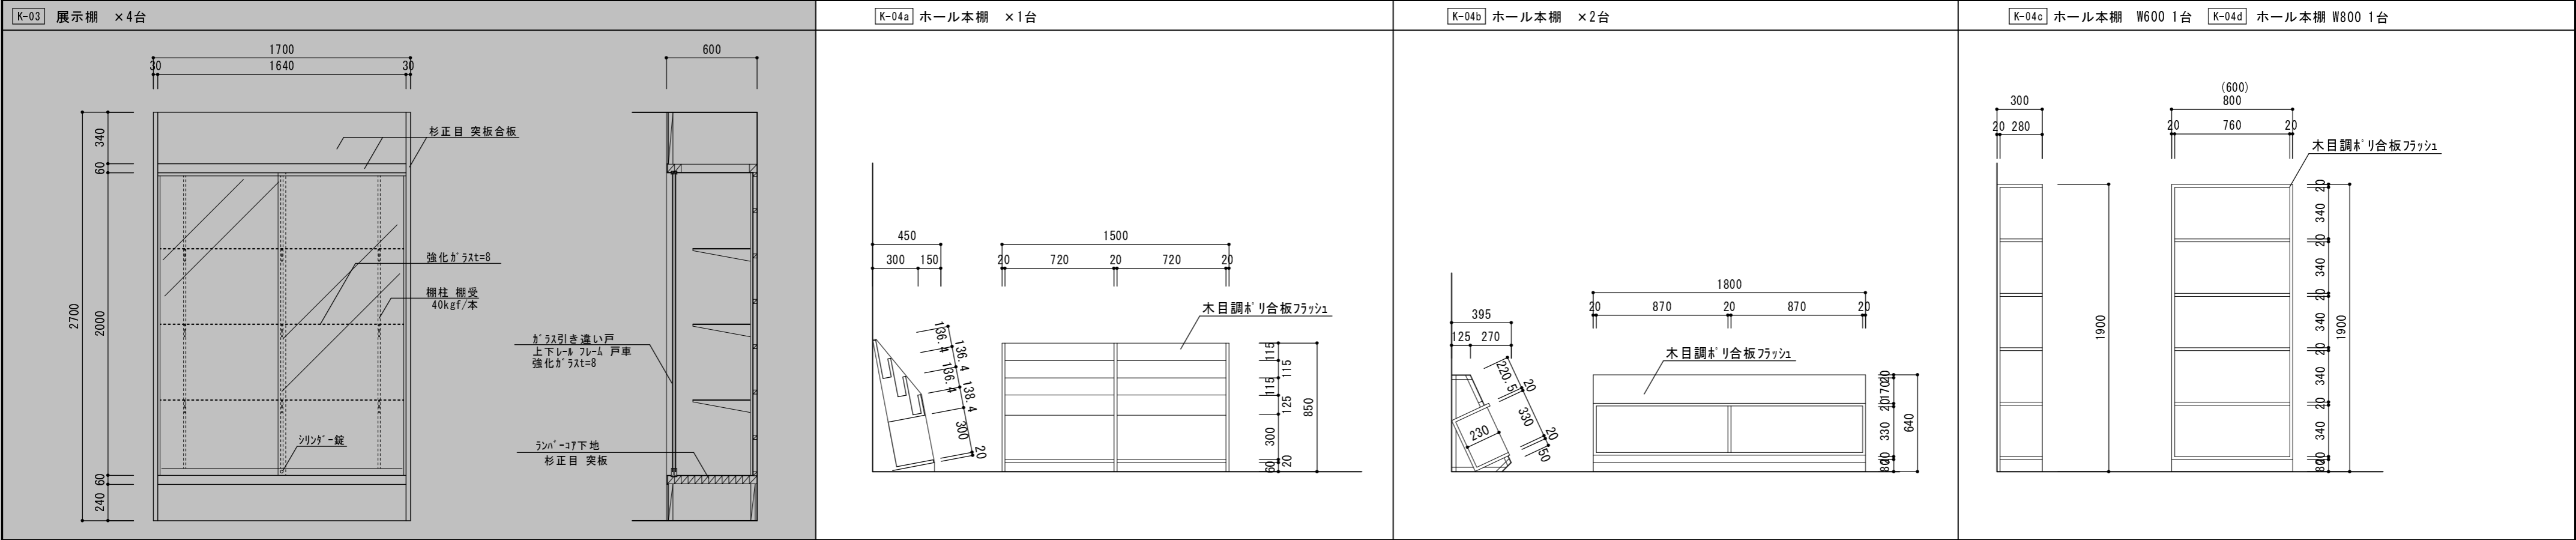 K-03 展示棚 ×4台
1700
30 1640 30
600
2700
340
60
2000
60
240
杉正目 突板合板
強化ガラスt=8
棚柱 棚受
40kgf/本
シリンダー錠
ガラス引き違い戸
上下レール フレーム 戸車
強化ガラスt=8
ランバーコア下地
杉正目 突板
K-04a ホール本棚 ×1台
450
300 150
1500
20 720 20 720 20
木目調ポリ合板フラッシュ
136.4
136.4
136.4
138.4
300
20
115
115
115
125
300
20
60
850
K-04b ホール本棚 ×2台
395
125 270
1800
20 870 20 870 20
木目調ポリ合板フラッシュ
220.5
20
330
20
50
230
20
170
20
330
20
80
640
K-04c ホール本棚 W600 1台 K-04d ホール本棚 W800 1台
300
20 280
(600)
800
20 760 20
木目調ポリ合板フラッシュ
1900
20
340
20
340
20
340
20
340
20
340
20
80
1900